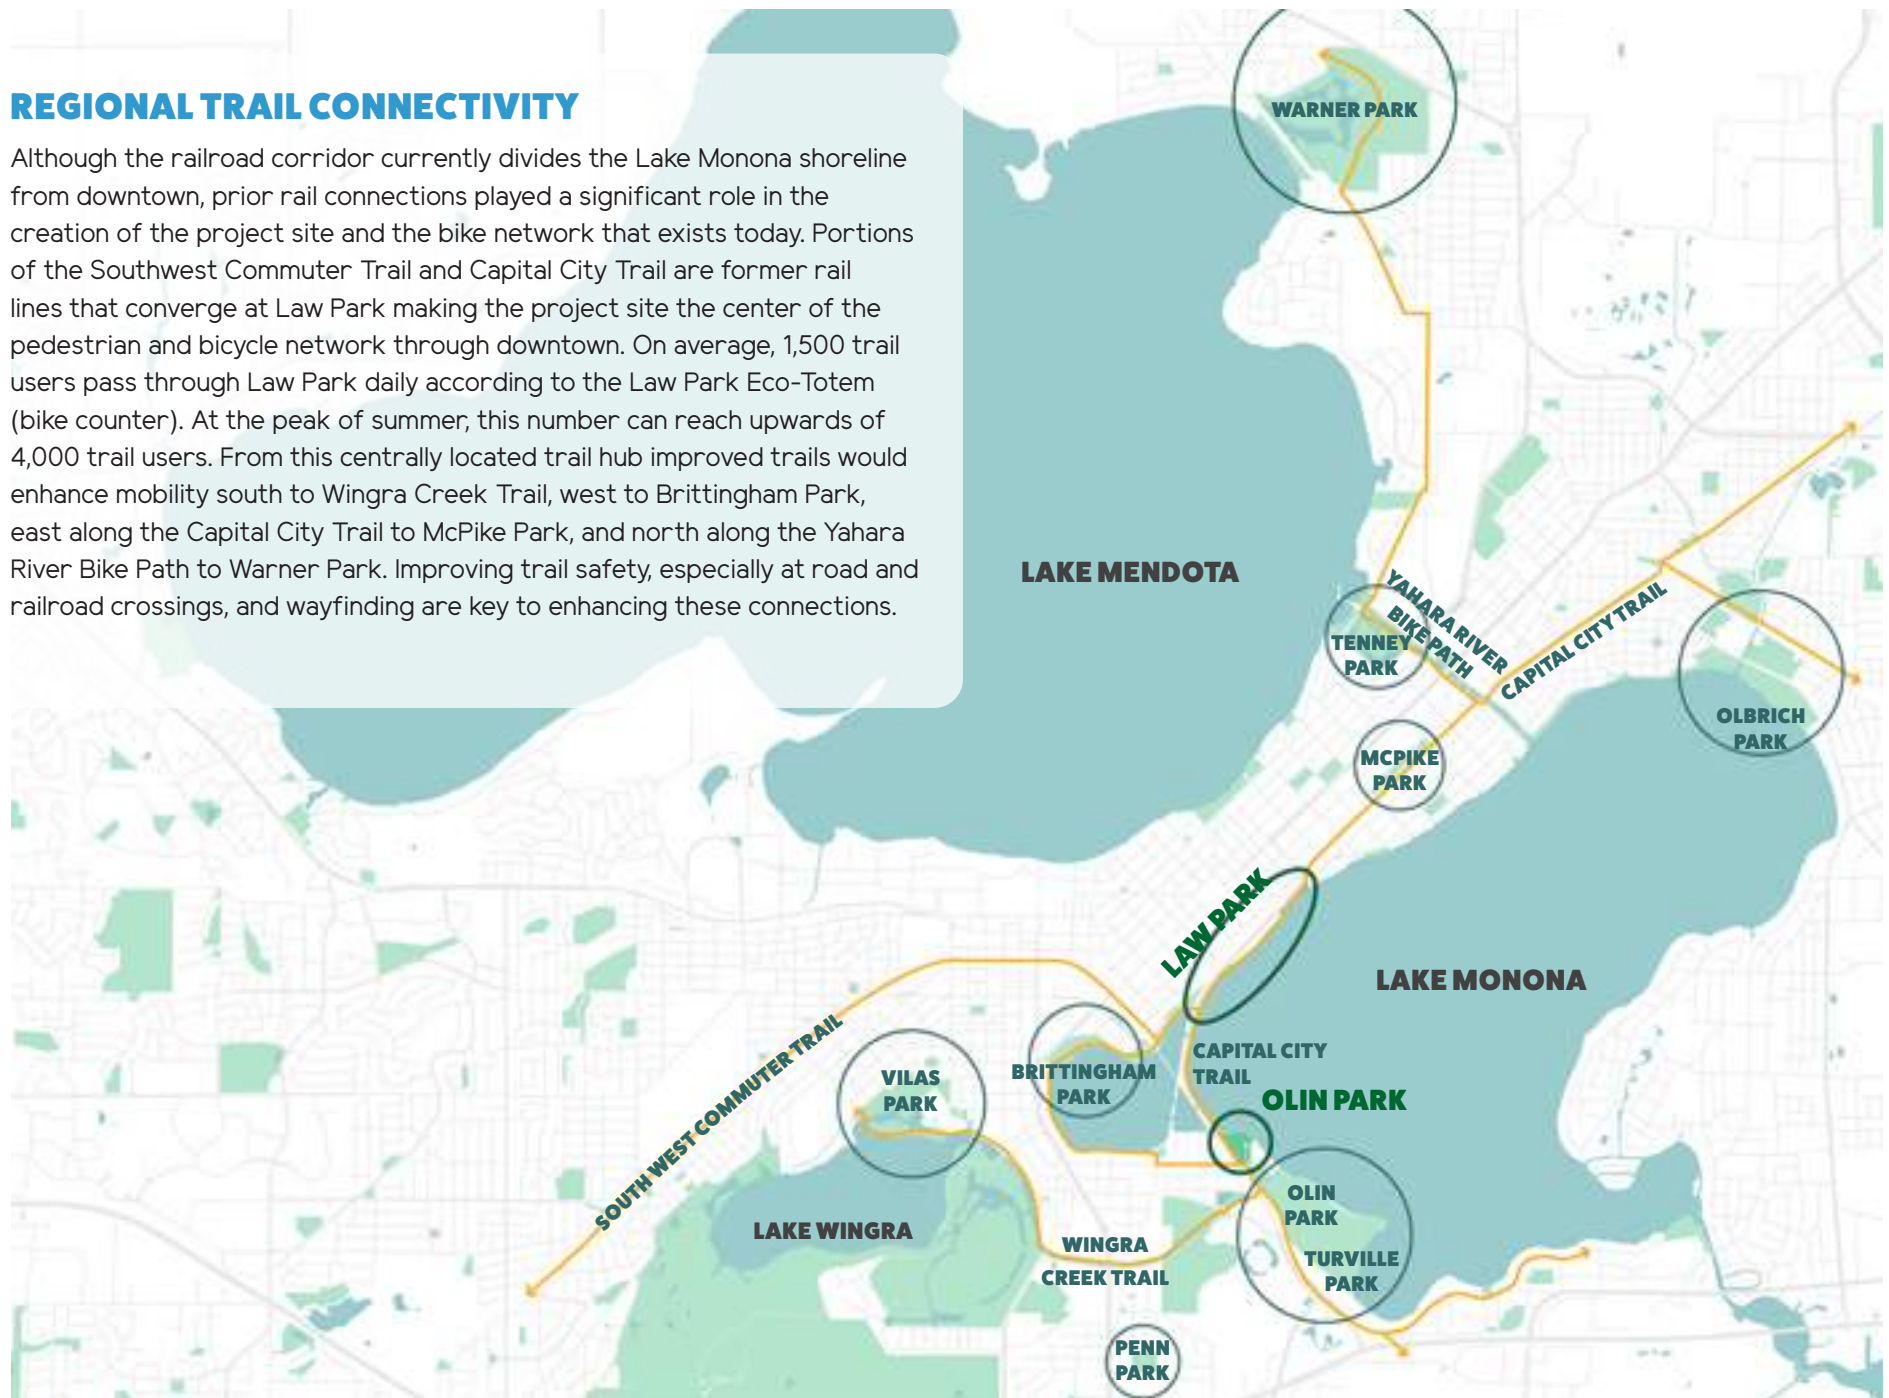 REGIONAL TRAIL CONNECTIVITY
Although the railroad corridor currently divides the Lake Monona shoreline
from downtown, prior rail connections played a significant role in the
creation of the project site and the bike network that exists today. Portions
of the Southwest Commuter Trail and Capital City Trail are former rail
lines that converge at Law Park making the project site the center of the
pedestrian and bicycle network through downtown. On average, 1,500 trail
users pass through Law Park daily according to the Law Park Eco-Totem
(bike counter). At the peak of summer, this number can reach upwards of
4,000 trail users. From this centrally located trail hub improved trails would
enhance mobility south to Wingra Creek Trail, west to Brittingham Park,
east along the Capital City Trail to McPike Park, and north along the Yahara
River Bike Path to Warner Park. Improving trail safety, especially at road and
railroad crossings, and wayfinding are key to enhancing these connections.
WARNER PARK
LAKE MENDOTA
YAHARA RIVER
BIKE PATH
CAPITAL CITY TRAIL
TENNEY
PARK
OLBRICH
PARK
MCPIKE
PARK
LAW PARK
LAKE MONONA
SOUTH WEST COMMUTER TRAIL
CAPITAL CITY
TRAIL
VILAS
PARK
BRITTINGHAM
PARK
OLIN PARK
LAKE WINGRA
OLIN
PARK
WINGRA
CREEK TRAIL
TURVILLE
PARK
PENN
PARK